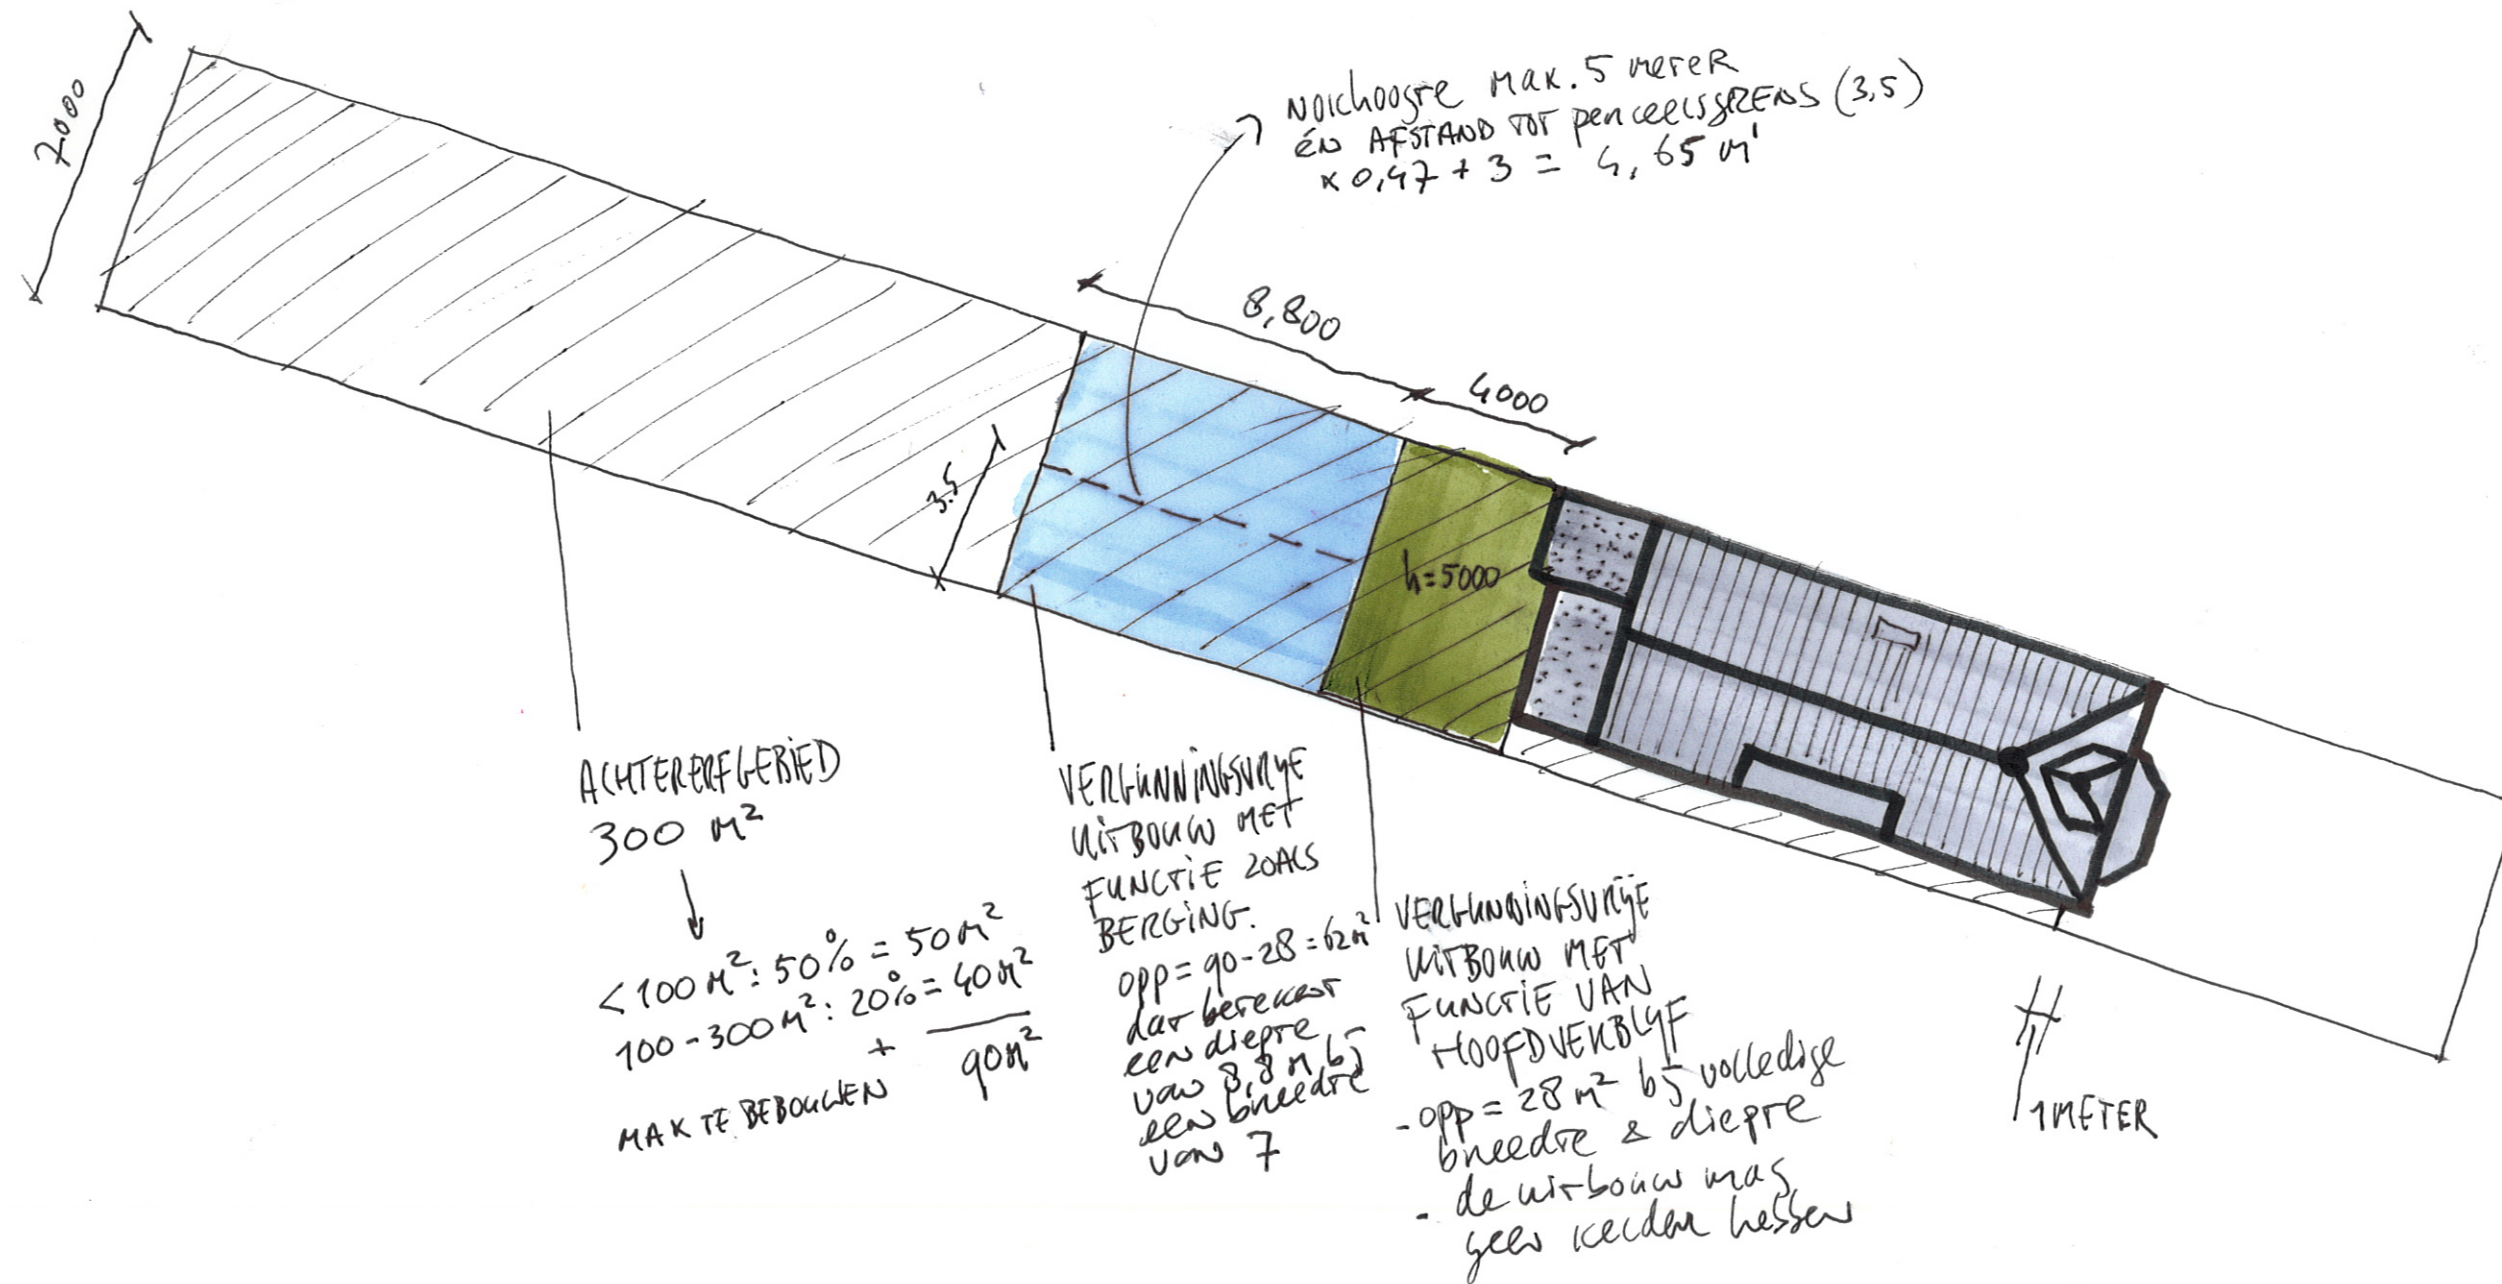 7000
NOKHOOGTE MAX. 5 METER
ÉN AFSTAND TOT perceelsGRENS (3,5)
x 0,47 + 3 = 4,65 m¹
8,800
4000
3.5
h=5000
ACHTERERFGEBIED
300 M²
<100 M²: 50% = 50 M²
100-300 M²: 20% = 40 M²
+
MAX TE BEBOUWEN 90 M²
VERGUNNINGSVRIJE
UITBOUW MET
FUNCTIE ZOALS
BERGING.
opp = 90-28 = 62 m²
dat betekent
een diepte
van 8,8 M bij
een breedte
van 7
VERGUNNINGSVRIJE
UITBOUW MET
FUNCTIE VAN
HOOFDVERBLIJF
- opp = 28 m² bij volledige
breedte & diepte
- de uitbouw mag
geen kelder hebben
1 METER